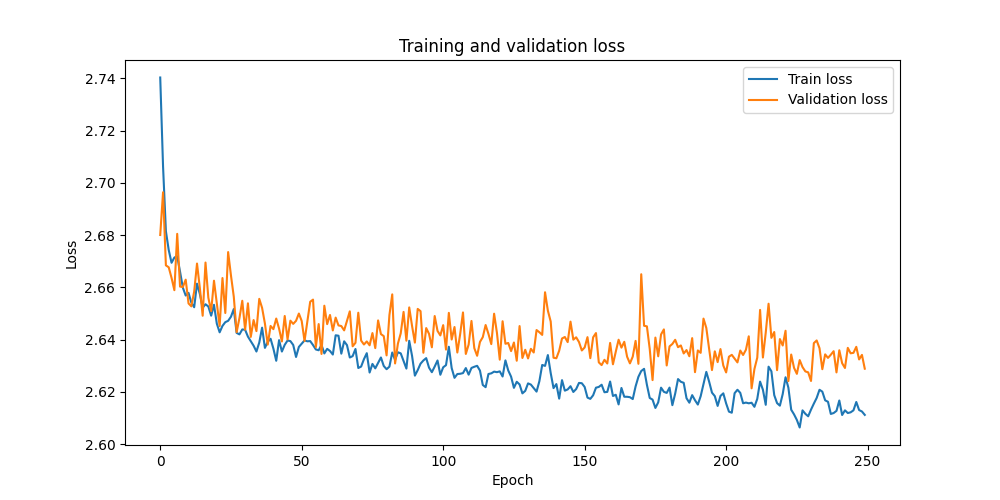 Training and validation loss
Train loss
Validation loss
Loss
2.74
2.72
2.70
2.68
2.66
2.64
2.62
2.60
0 50 100 150 200 250
Epoch